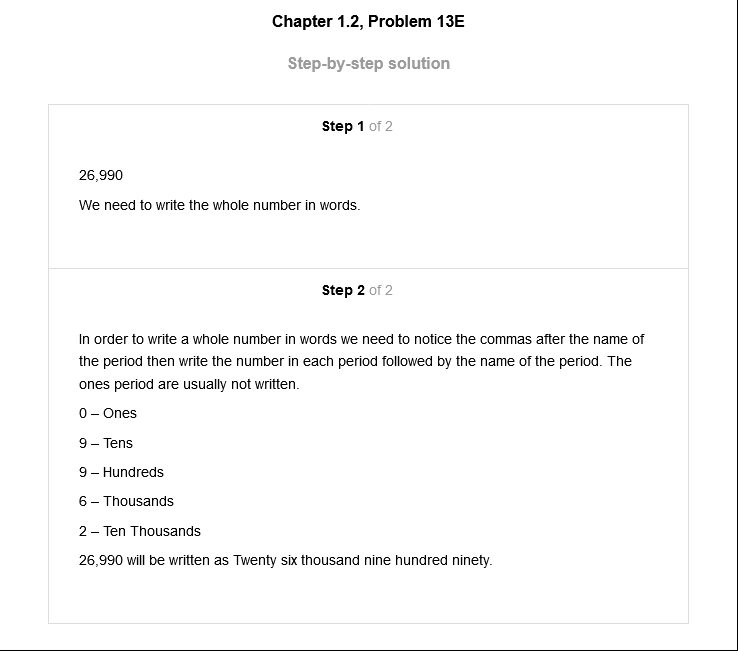 Chapter 1.2, Problem 13E
Step-by-step solution
Step 1 of 2
26,990
We need to write the whole number in words.
Step 2 of 2
In order to write a whole number in words we need to notice the commas after the name of
the period then write the number in each period followed by the name of the period. The
ones period are usually not written.
0 – Ones
9 – Tens
9 – Hundreds
6 – Thousands
2 – Ten Thousands
26,990 will be written as Twenty six thousand nine hundred ninety.